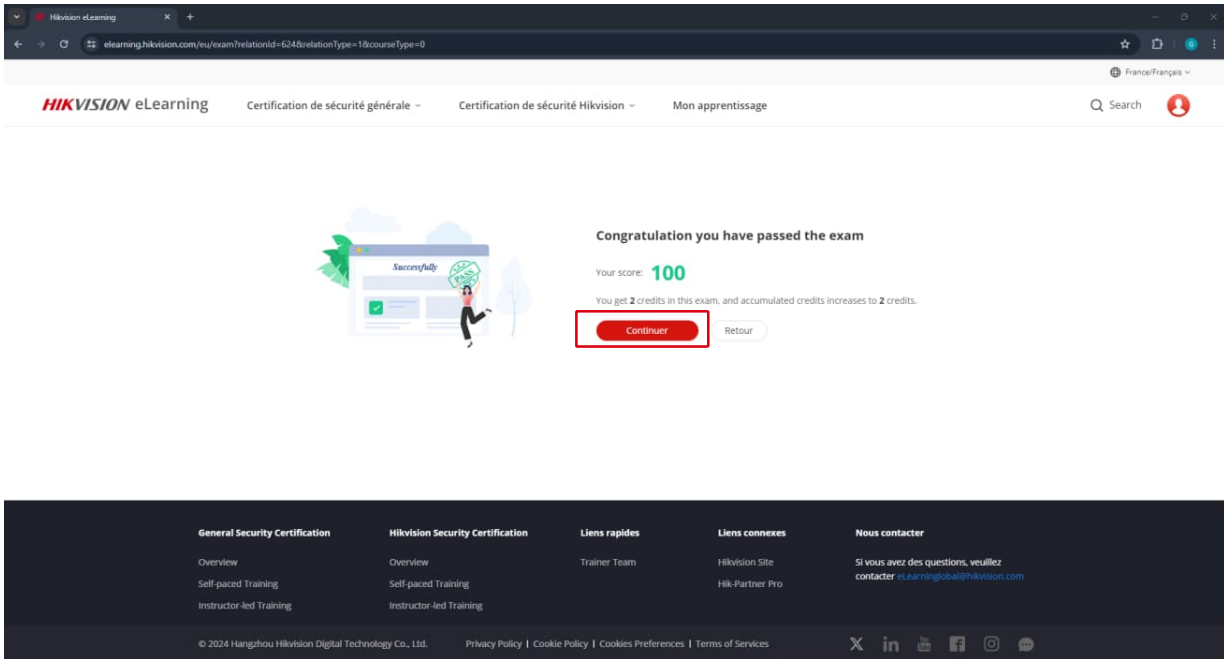 Hikvision eLearning
elearning.hikvision.com/eu/exam?relationId=624&relationType=1&courseType=0
G
France/Français
HIKVISION eLearning
Certification de sécurité générale
Certification de sécurité Hikvision
Mon apprentissage
Search
Successfully
PASS
Congratulation you have passed the exam
Your score: 100
You get 2 credits in this exam, and accumulated credits increases to 2 credits.
Continuer
Retour
General Security Certification
Overview
Self-paced Training
Instructor-led Training
Hikvision Security Certification
Overview
Self-paced Training
Instructor-led Training
Liens rapides
Trainer Team
Liens connexes
Hikvision Site
Hik-Partner Pro
Nous contacter
Si vous avez des questions, veuillez
contacter eLearninglobal@hikvision.com
© 2024 Hangzhou Hikvision Digital Technology Co., Ltd.
Privacy Policy | Cookie Policy | Cookies Preferences | Terms of Services